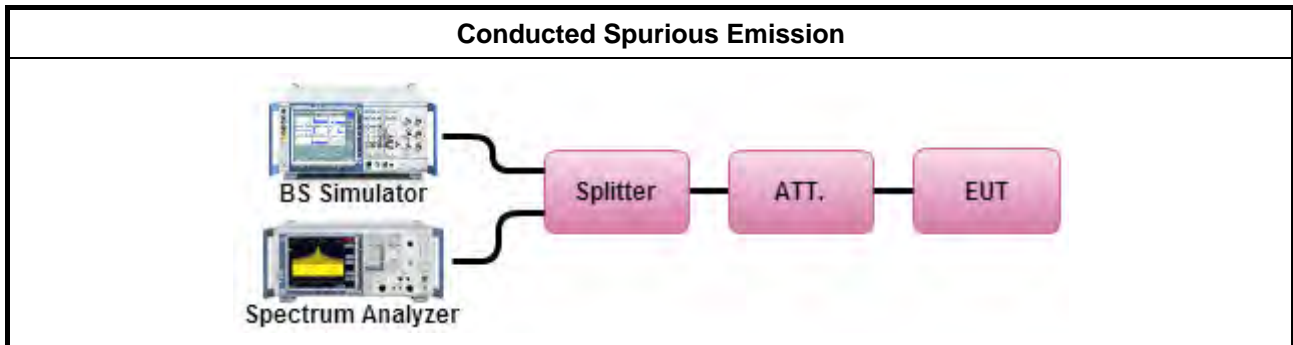 Conducted Spurious Emission
BS Simulator
Splitter
ATT.
EUT
Spectrum Analyzer